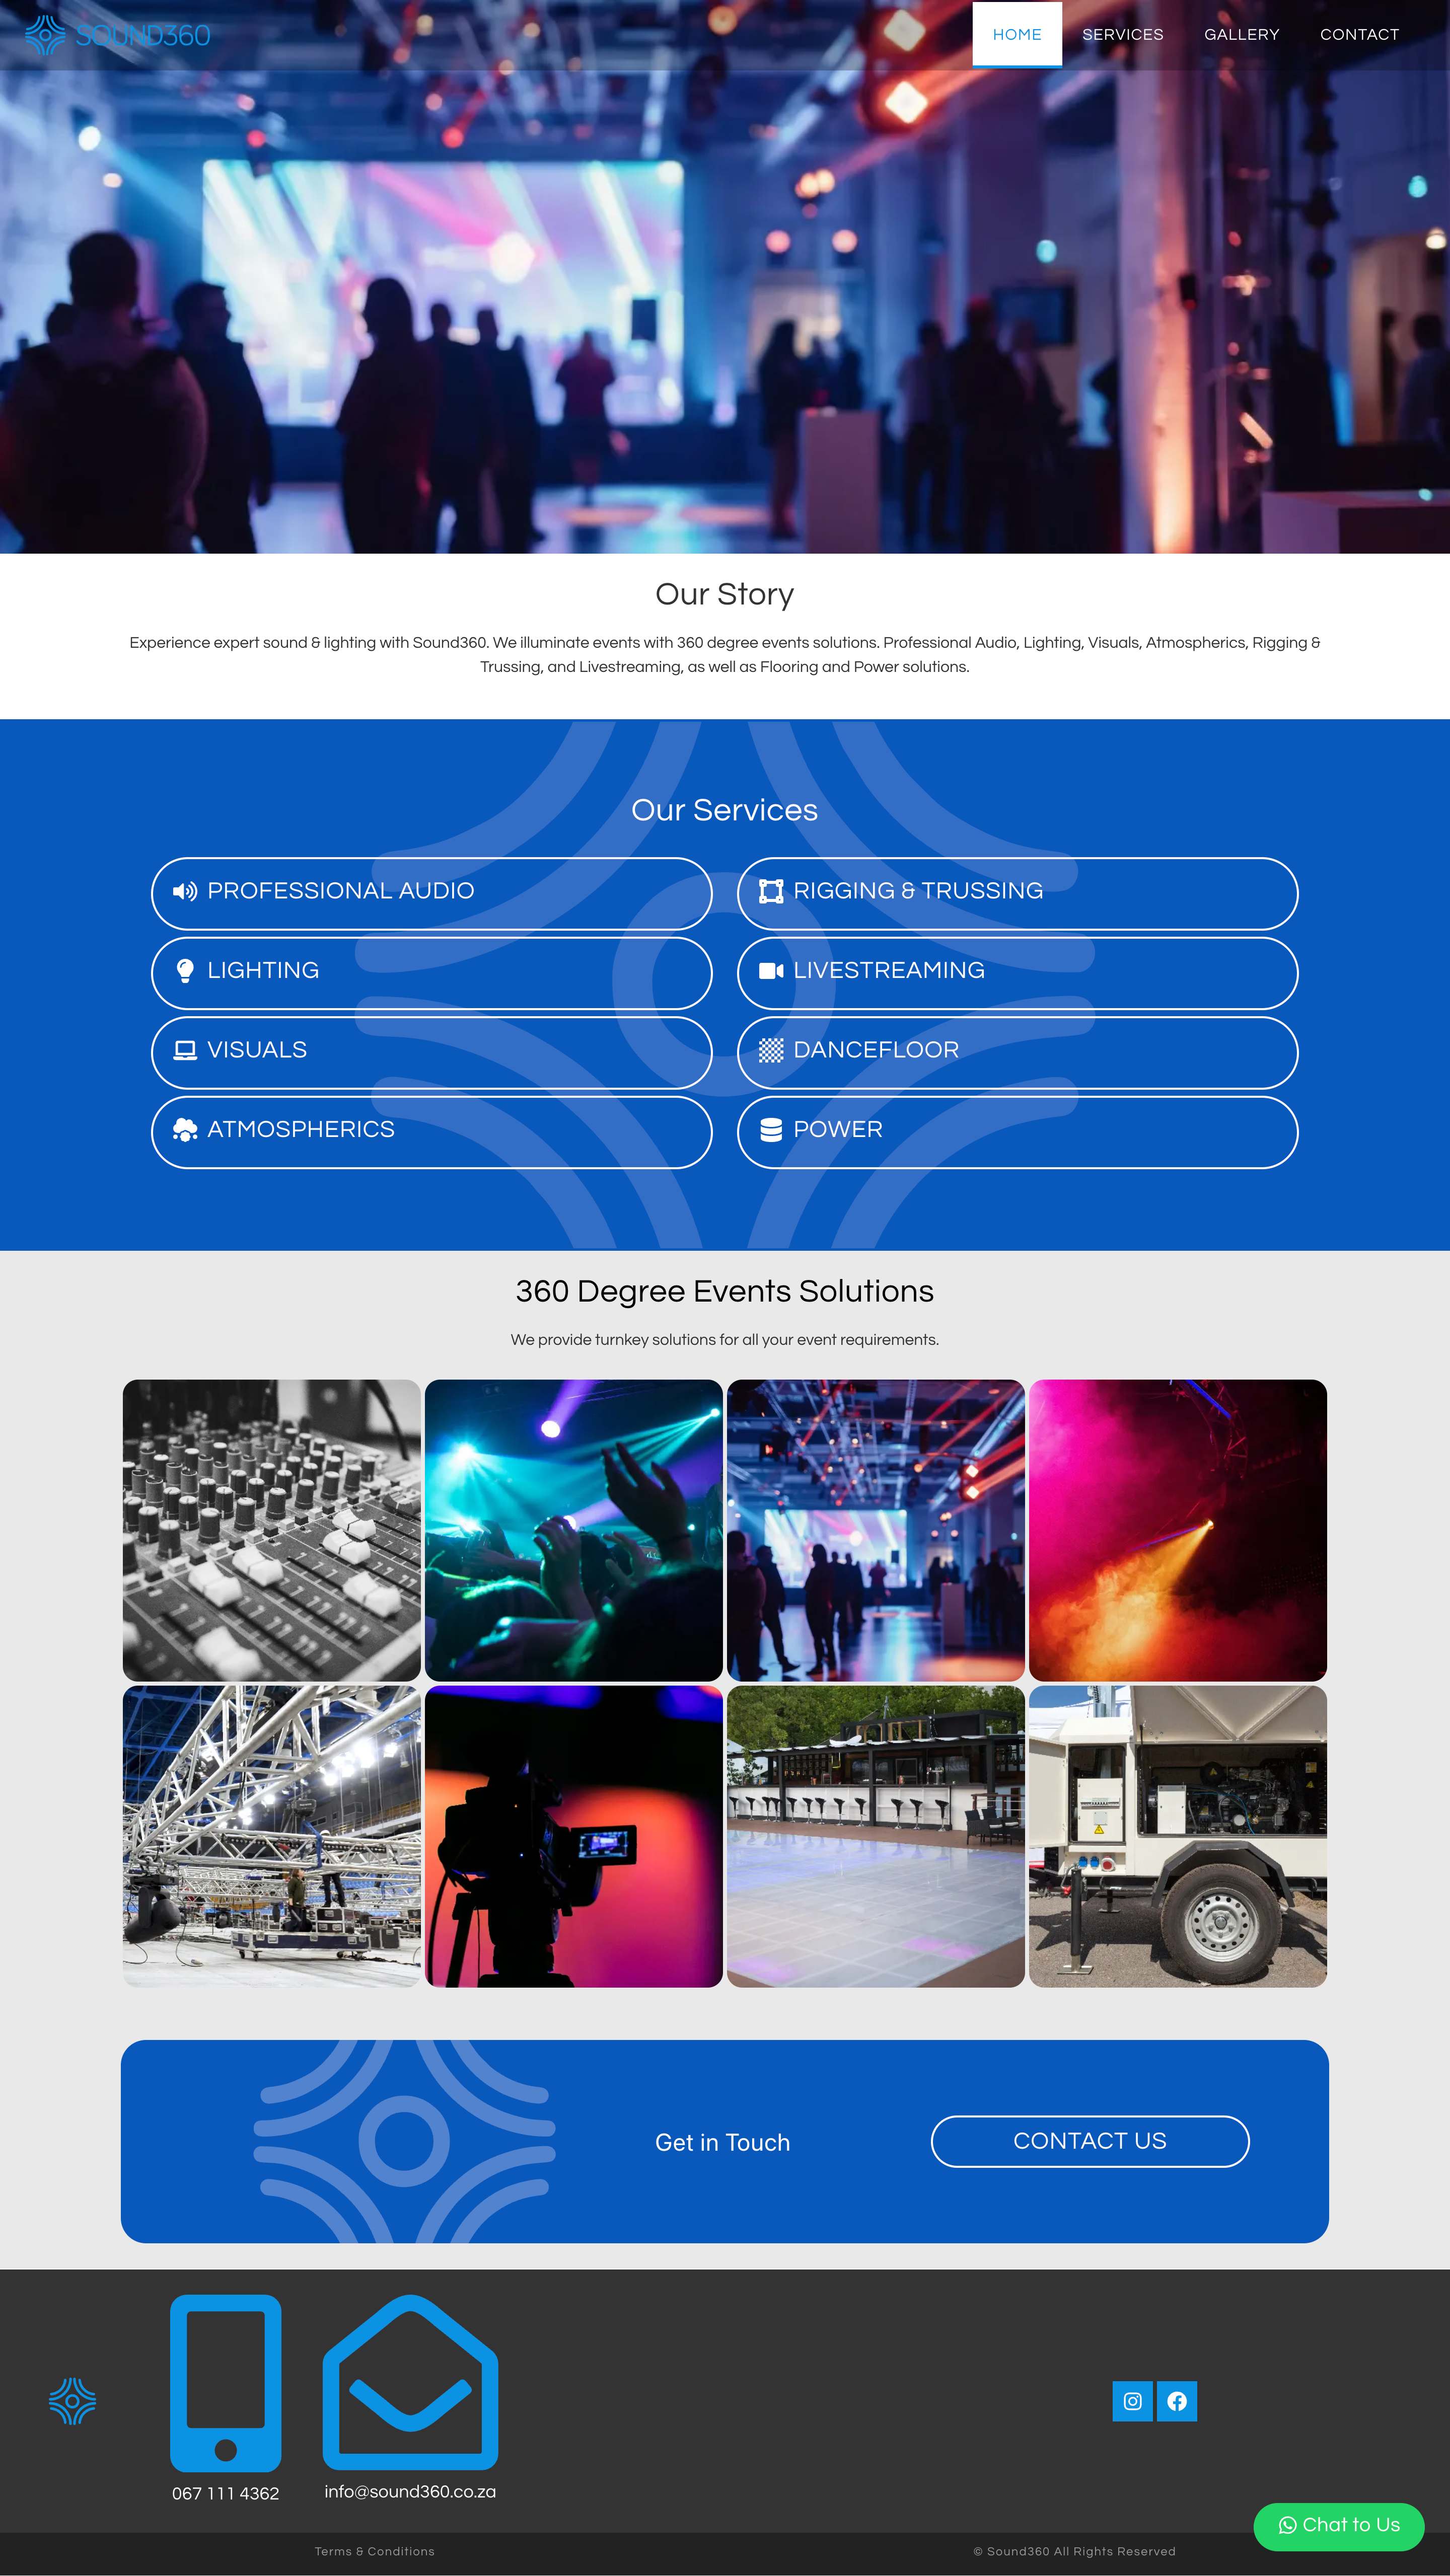 SOUND360
HOME
SERVICES
GALLERY
CONTACT
Our Story
Experience expert sound & lighting with Sound360. We illuminate events with 360 degree events solutions. Professional Audio, Lighting, Visuals, Atmospherics, Rigging &
Trussing, and Livestreaming, as well as Flooring and Power solutions.
Our Services
PROFESSIONAL AUDIO
RIGGING & TRUSSING
LIGHTING
LIVESTREAMING
VISUALS
DANCEFLOOR
ATMOSPHERICS
POWER
360 Degree Events Solutions
We provide turnkey solutions for all your event requirements.
Get in Touch
CONTACT US
067 111 4362
info@sound360.co.za
Chat to Us
Terms & Conditions
© Sound360 All Rights Reserved